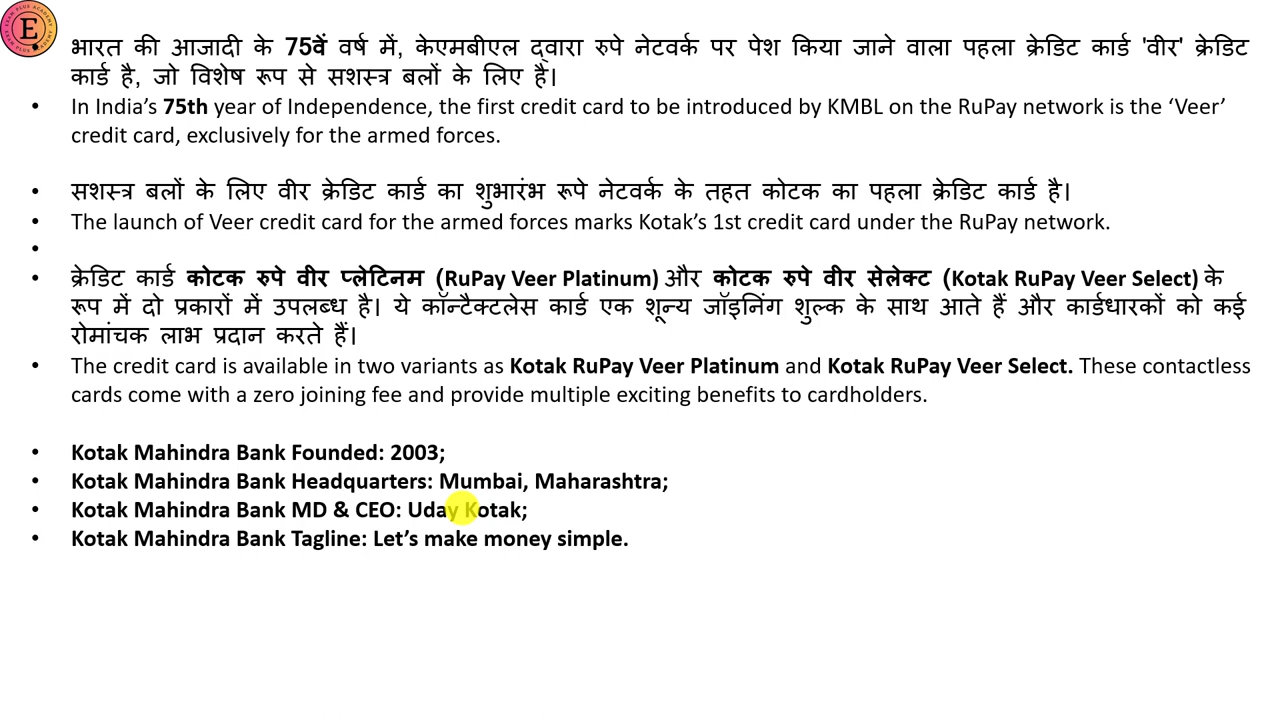 E
भारत की आजादी के 75वें वर्ष में, केएमबीएल द्वारा रुपे नेटवर्क पर पेश किया जाने वाला पहला क्रेडिट कार्ड 'वीर' क्रेडिट
कार्ड है, जो विशेष रूप से सशस्त्र बलों के लिए है।
• In India’s 75th year of Independence, the first credit card to be introduced by KMBL on the RuPay network is the ‘Veer’
credit card, exclusively for the armed forces.
• सशस्त्र बलों के लिए वीर क्रेडिट कार्ड का शुभारंभ रूपे नेटवर्क के तहत कोटक का पहला क्रेडिट कार्ड है।
• The launch of Veer credit card for the armed forces marks Kotak’s 1st credit card under the RuPay network.
•
• क्रेडिट कार्ड कोटक रुपे वीर प्लेटिनम (RuPay Veer Platinum) और कोटक रुपे वीर सेलेक्ट (Kotak RuPay Veer Select) के
रूप में दो प्रकारों में उपलब्ध है। ये कॉन्टैक्टलेस कार्ड एक शून्य जॉइनिंग शुल्क के साथ आते हैं और कार्डधारकों को कई
रोमांचक लाभ प्रदान करते हैं।
• The credit card is available in two variants as Kotak RuPay Veer Platinum and Kotak RuPay Veer Select. These contactless
cards come with a zero joining fee and provide multiple exciting benefits to cardholders.
• Kotak Mahindra Bank Founded: 2003;
• Kotak Mahindra Bank Headquarters: Mumbai, Maharashtra;
• Kotak Mahindra Bank MD & CEO: Uday Kotak;
• Kotak Mahindra Bank Tagline: Let’s make money simple.